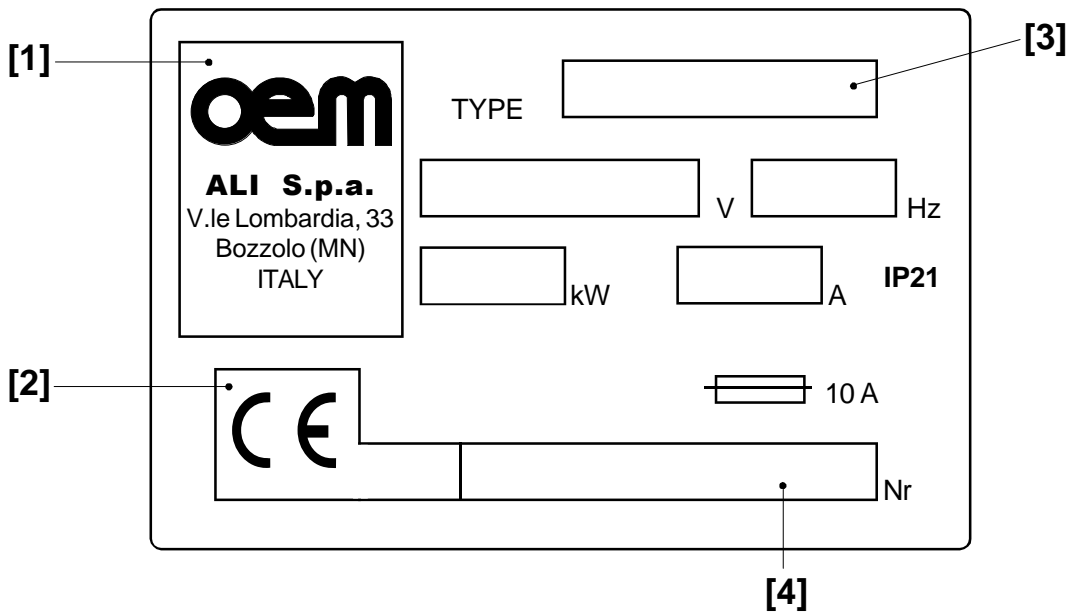 [1]
[3]
oem
TYPE
ALI S.p.a.
V.le Lombardia, 33
Bozzolo (MN)
ITALY
V
Hz
kW
A
IP21
[2]
CE
10 A
Nr
[4]